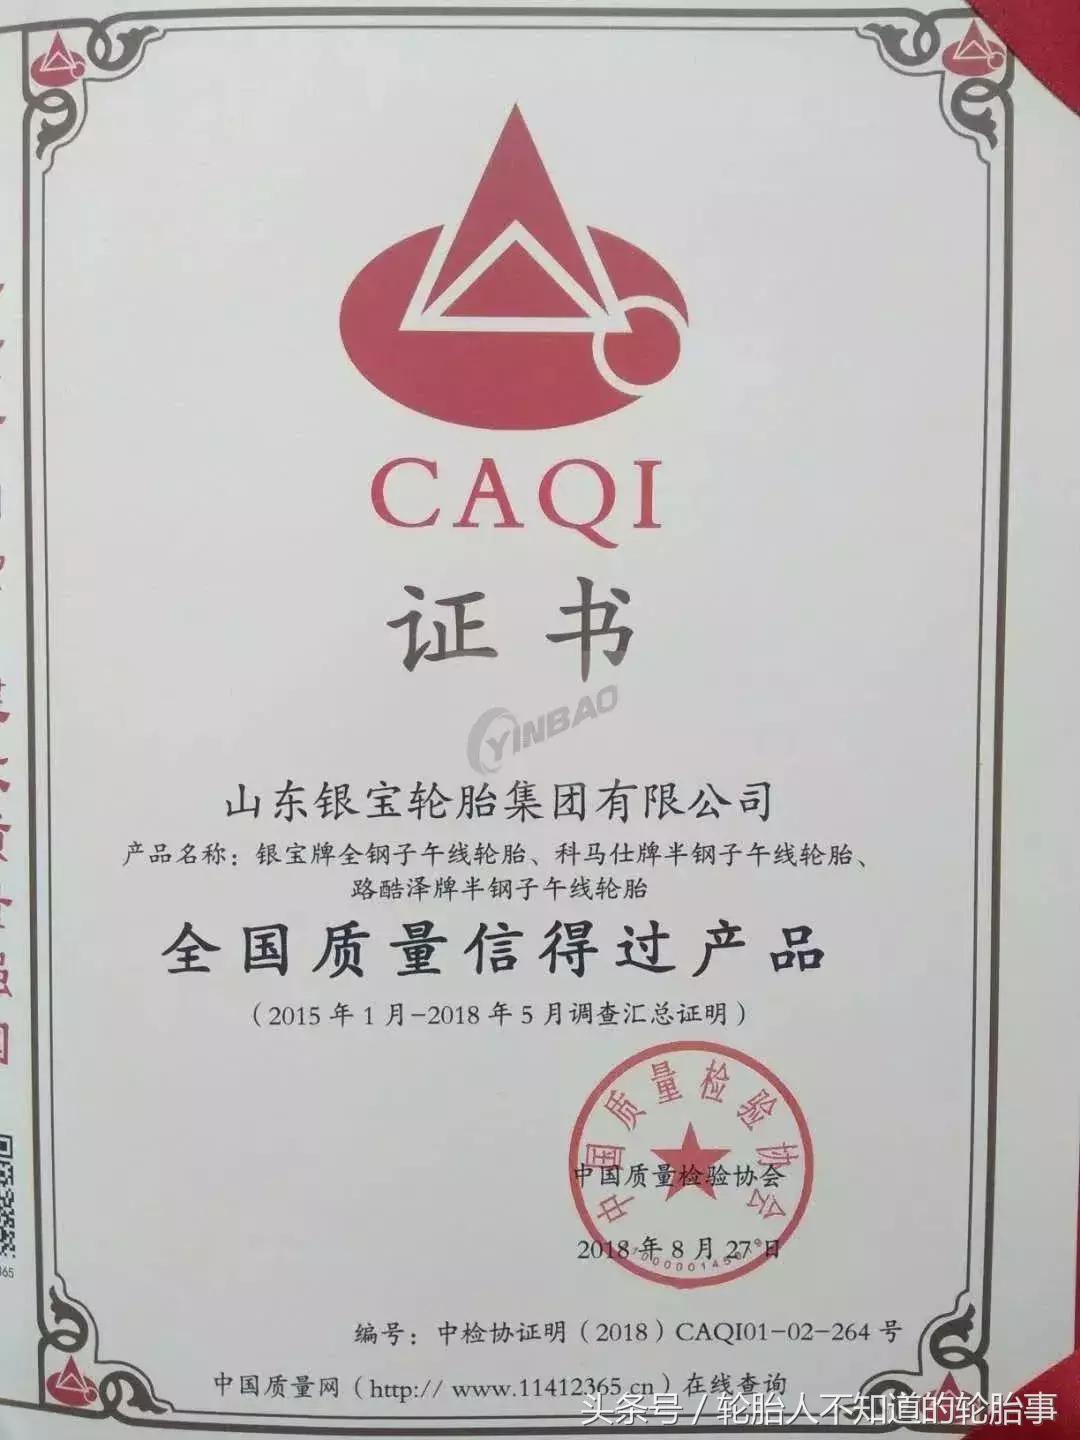 CAQI
证书
YINBAO
山东银宝轮胎集团有限公司
产品名称：银宝牌全钢子午线轮胎、科马仕牌半钢子午线轮胎、
路酷泽牌半钢子午线轮胎
全国质量信得过产品
（2015年1月-2018年5月调查汇总证明）
中国质量检验协会
中国质量检验协会
2018年8月27日
编号：中检协证明（2018）CAQI01-02-264号
中国质量网（http:// www.11412365.cn）在线查询
头条号 / 轮胎人不知道的轮胎事